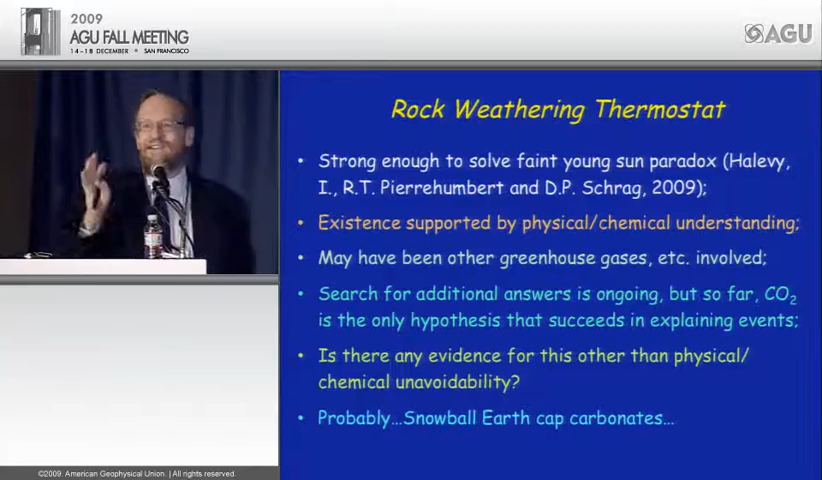 2009
AGU FALL MEETING
14-18 DECEMBER • SAN FRANCISCO
AGU
Rock Weathering Thermostat
• Strong enough to solve faint young sun paradox (Halevy,
I., R.T. Pierrehumbert and D.P. Schrag, 2009);
• Existence supported by physical/chemical understanding;
• May have been other greenhouse gases, etc. involved;
• Search for additional answers is ongoing, but so far, CO₂
is the only hypothesis that succeeds in explaining events;
• Is there any evidence for this other than physical/
chemical unavoidability?
• Probably...Snowball Earth cap carbonates...
©2009. American Geophysical Union. | All rights reserved.